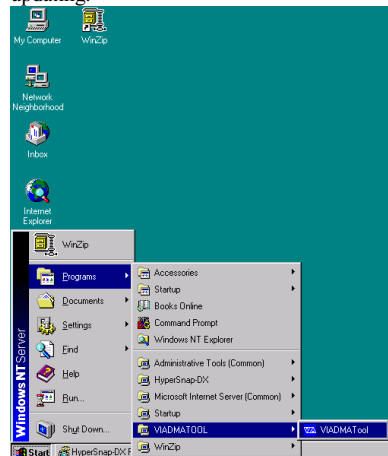 updating.
My Computer
WinZip
Network
Neighborhood
Inbox
Internet
Explorer
Windows NT Server
WinZip
Programs
Documents
Settings
Find
Help
Run...
Shut Down...
Accessories
Startup
Books Online
Command Prompt
Windows NT Explorer
Administrative Tools (Common)
HyperSnap-DX
Microsoft Internet Server (Common)
Startup
VIADMATOOL
WinZip
VIA
VIADMATool
Start
HyperSnap-DX F